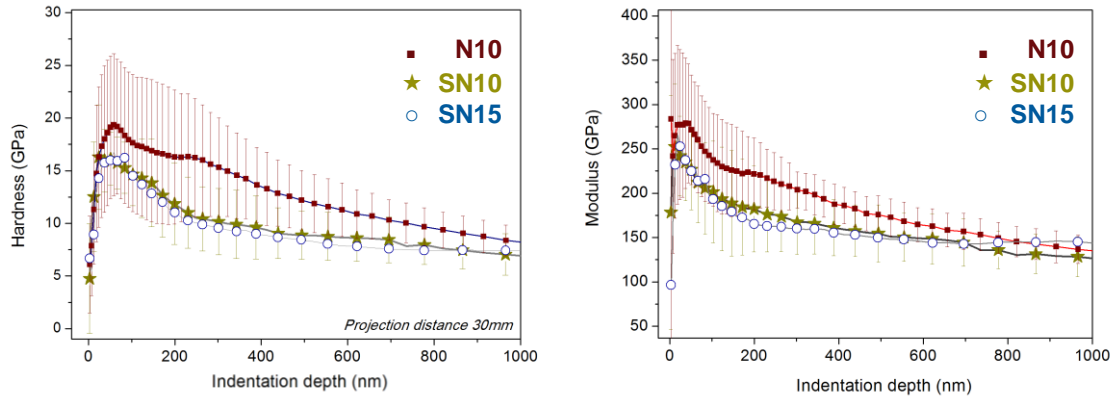 30
25
20
15
10
5
0
Hardness (GPa)
N10
SN10
SN15
Projection distance 30mm
0
200
400
600
800
1000
Indentation depth (nm)
400
350
300
250
200
150
100
50
Modulus (GPa)
N10
SN10
SN15
0
200
400
600
800
1000
Indentation depth (nm)